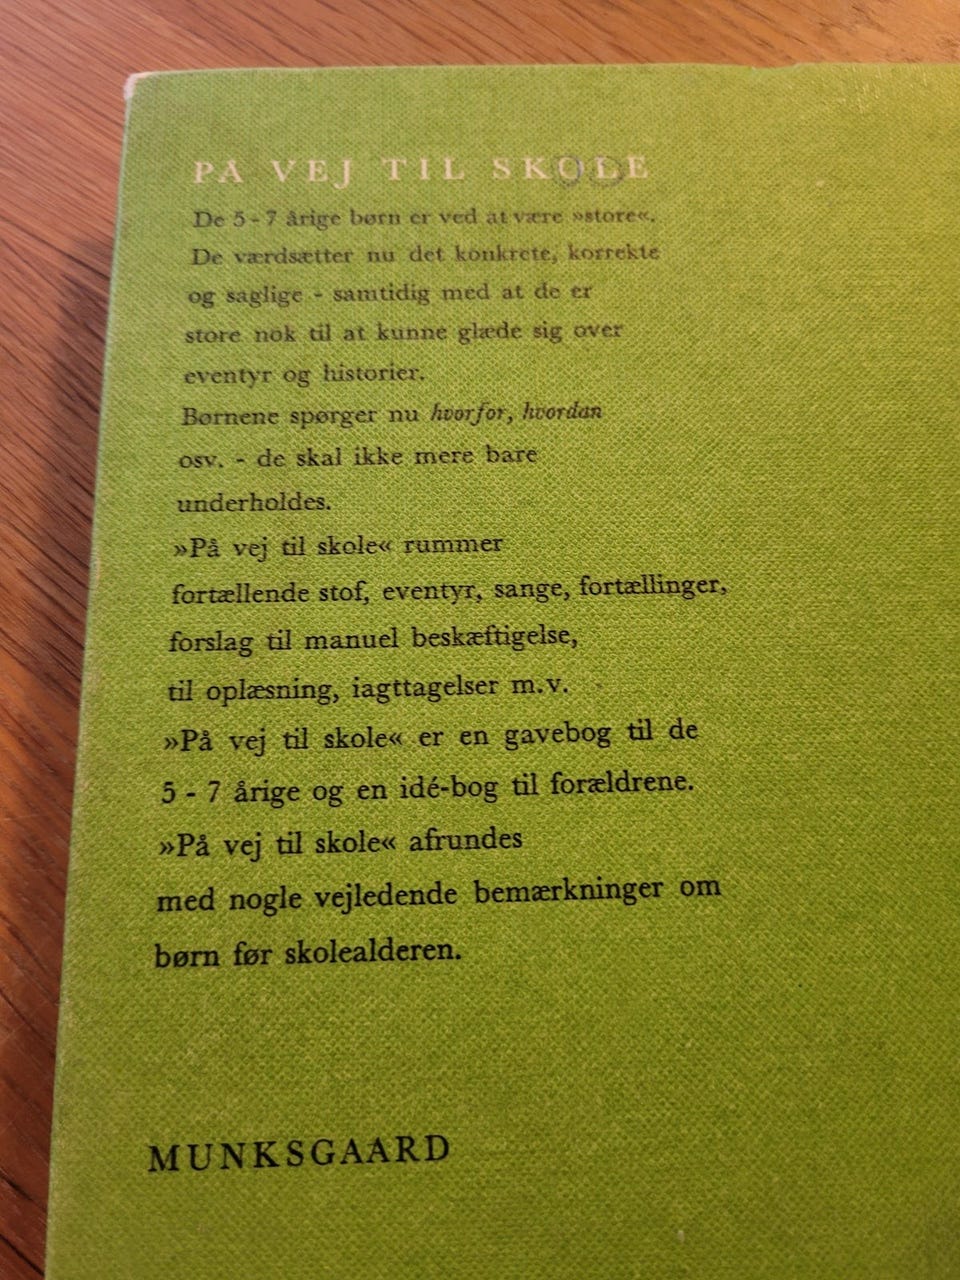 PÅ VEJ TIL SKOLE
De 5 - 7 årige børn er ved at være »store«.
De værdsætter nu det konkrete, korrekte
og saglige - samtidig med at de er
store nok til at kunne glæde sig over
eventyr og historier.
Børnene spørger nu hvorfor, hvordan
osv. - de skal ikke mere bare
underholdes.
»På vej til skole« rummer
fortællende stof, eventyr, sange, fortællinger,
forslag til manuel beskæftigelse,
til oplæsning, iagttagelser m.v.
»På vej til skole« er en gavebog til de
5 - 7 årige og en idé-bog til forældrene.
»På vej til skole« afrundes
med nogle vejledende bemærkninger om
børn før skolealderen.
MUNKSGAARD